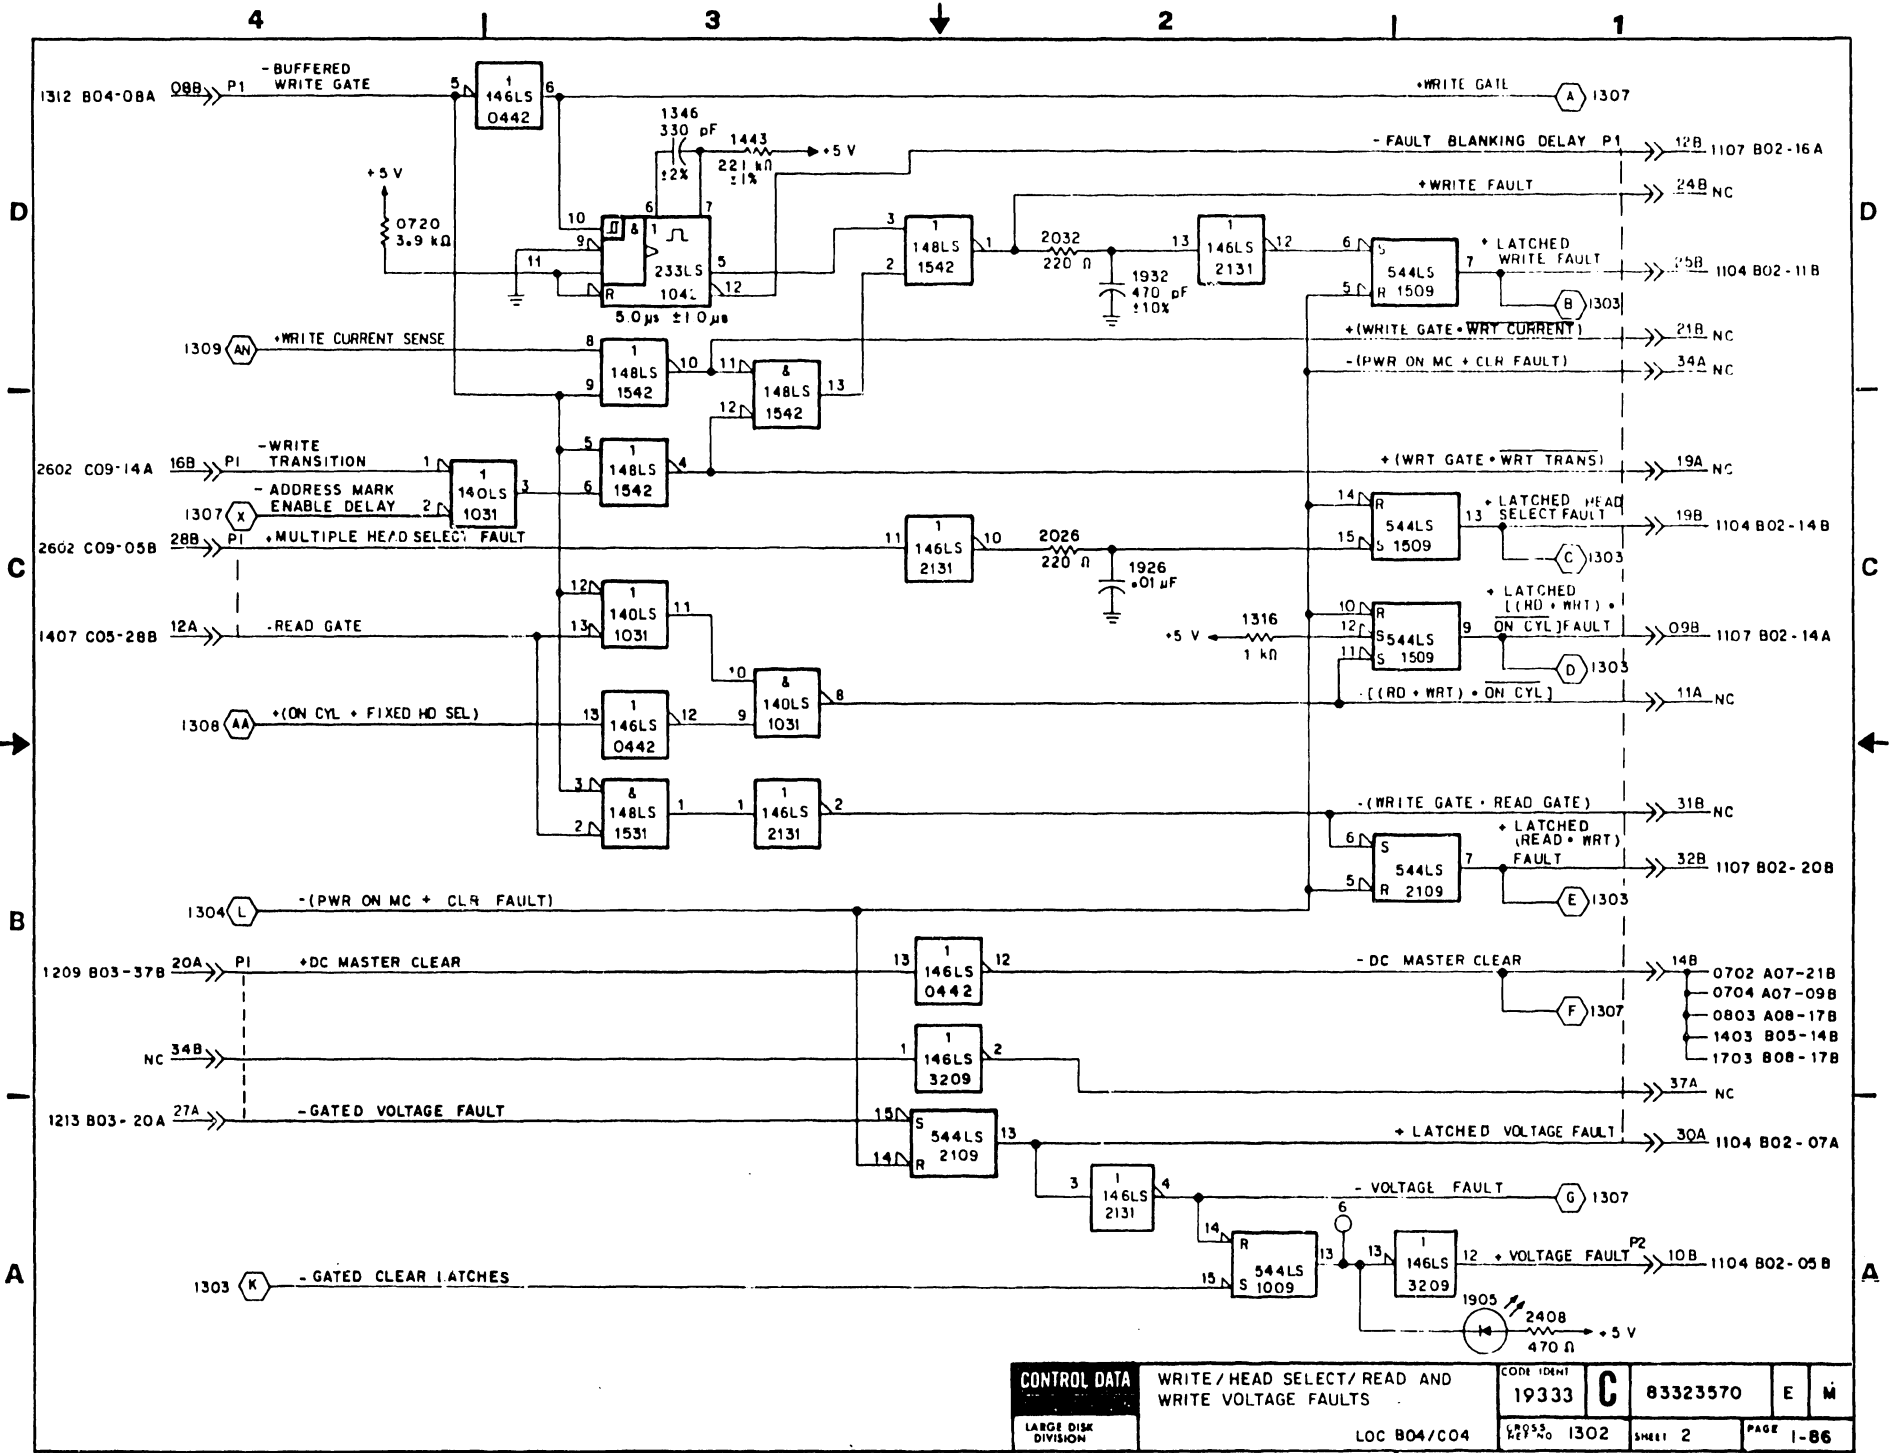 4 3 2 1
1312 B04-08A 08B P1 -BUFFERED
WRITE GATE
5 1 6
146LS
0442
+WRITE GATE A 1307
1346
330 pF
±2%
1443
221 kΩ
±1%
+5 V
-FAULT BLANKING DELAY P1 12B 1107 B02-16A
+5 V
0720
3.9 kΩ
+WRITE FAULT 24B NC
D D
6 7
10 & 1
9
11 233LS 5
R 1042 12
5.0µs ±1.0µs
3 1 1
148LS
2 1542
2032
220 Ω
1932
470 pF
±10%
13 1 12
146LS
2131
6 S
544LS 7
5 R 1509
+ LATCHED
WRITE FAULT
25B 1104 B02-11B
B 1303
1309 AN +WRITE CURRENT SENSE
8 1 10
148LS
9 1542
+(WRITE GATE•WRT CURRENT) 21B NC
-(PWR ON MC + CLR FAULT) 34A NC
11 &
148LS 13
12 1542
2602 C09-14A 16B P1 -WRITE
TRANSITION
1 1
140LS 3
2 1031
5 1
148LS 4
6 1542
+(WRT GATE•WRT TRANS) 19A NC
- ADDRESS MARK
ENABLE DELAY
1307 X
2602 C09-05B 28B P1 +MULTIPLE HEAD SELECT FAULT
11 1 10
146LS
2131
2026
220 Ω
1926
.01 µF
14 R
544LS 13
15 S 1509
+ LATCHED HEAD
SELECT FAULT
19B 1104 B02-14B
C 1303
C C
12 1 11
140LS
13 1031
1407 C05-28B 12A -READ GATE
+5 V 1316
1 kΩ
10 R
12 S 544LS 9
11 S 1509
+ LATCHED
[(RD + WRT) •
ON CYL]FAULT
09B 1107 B02-14A
D 1303
10 & 8
140LS
9 1031
-[(RD + WRT) • ON CYL] 11A NC
1308 AA +(ON CYL + FIXED HD SEL)
13 1 12
146LS
0442
3 & 1
148LS
2 1531
1 1 2
146LS
2131
-(WRITE GATE • READ GATE) 31B NC
6 S
544LS 7
5 R 2109
+ LATCHED
(READ • WRT)
FAULT
32B 1107 B02-20B
E 1303
B B
1304 L -(PWR ON MC + CLR FAULT)
1209 B03-37B 20A P1 +DC MASTER CLEAR
13 1 12
146LS
0442
- DC MASTER CLEAR 14B
F 1307
0702 A07-21B
0704 A07-09B
0803 A08-17B
1403 B05-14B
1703 B08-17B
NC 34B
1 1 2
146LS
3209
37A NC
1213 B03-20A 27A -GATED VOLTAGE FAULT
15 S
544LS 13
14 R 2109
+ LATCHED VOLTAGE FAULT 30A 1104 B02-07A
3 1 4
146LS
2131
- VOLTAGE FAULT G 1307
A A
1303 K -GATED CLEAR LATCHES
14 R
544LS 13
15 S 1009
6
13 1 12
146LS
3209
+ VOLTAGE FAULT P2 10B 1104 B02-05B
1905
2408
470 Ω
+5 V
CONTROL DATA
LARGE DISK
DIVISION
WRITE/HEAD SELECT/READ AND
WRITE VOLTAGE FAULTS
LOC B04/C04
CODE IDENT
19333 C 83323570 E M
CROSS
REF NO 1302 SHEET 2 PAGE 1-86